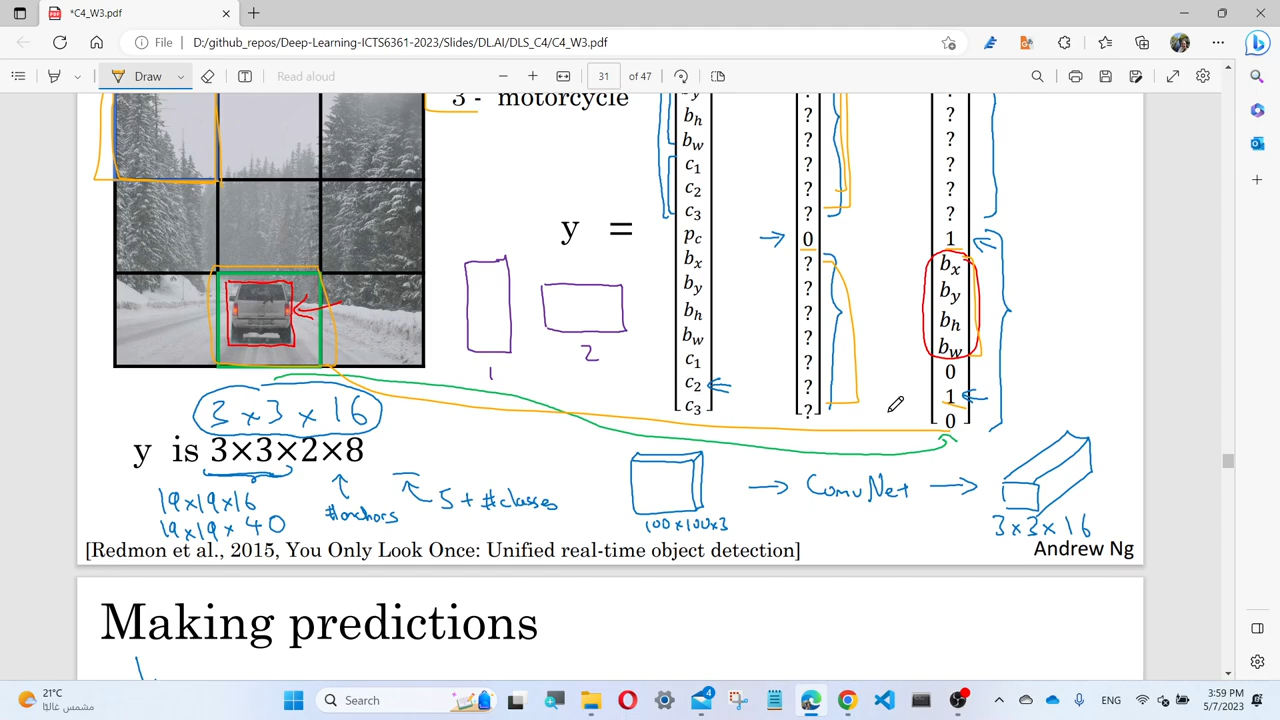 *C4_W3.pdf
File
D:/github_repos/Deep-Learning-ICTS6361-2023/Slides/DL.AI/DLS_C4/C4_W3.pdf
Draw
Read aloud
31
of 47
3 - motorcycle
y =
b_y
b_h
b_w
c_1
c_2
c_3
p_c
b_x
b_y
b_h
b_w
c_1
c_2
c_3
?
?
?
?
?
?
0
?
?
?
?
?
?
?
?
?
?
?
?
?
1
b_x
b_y
b_h
b_w
0
1
0
1
2
3×3×16
y is 3×3×2×8
19×19×16
19×19×40
#anchors
5+#classes
100×100×3
ConvNet
3×3×16
[Redmon et al., 2015, You Only Look Once: Unified real-time object detection]
Andrew Ng
Making predictions
21°C
مشمس غالبًا
Search
4
ENG
3:59 PM
5/7/2023